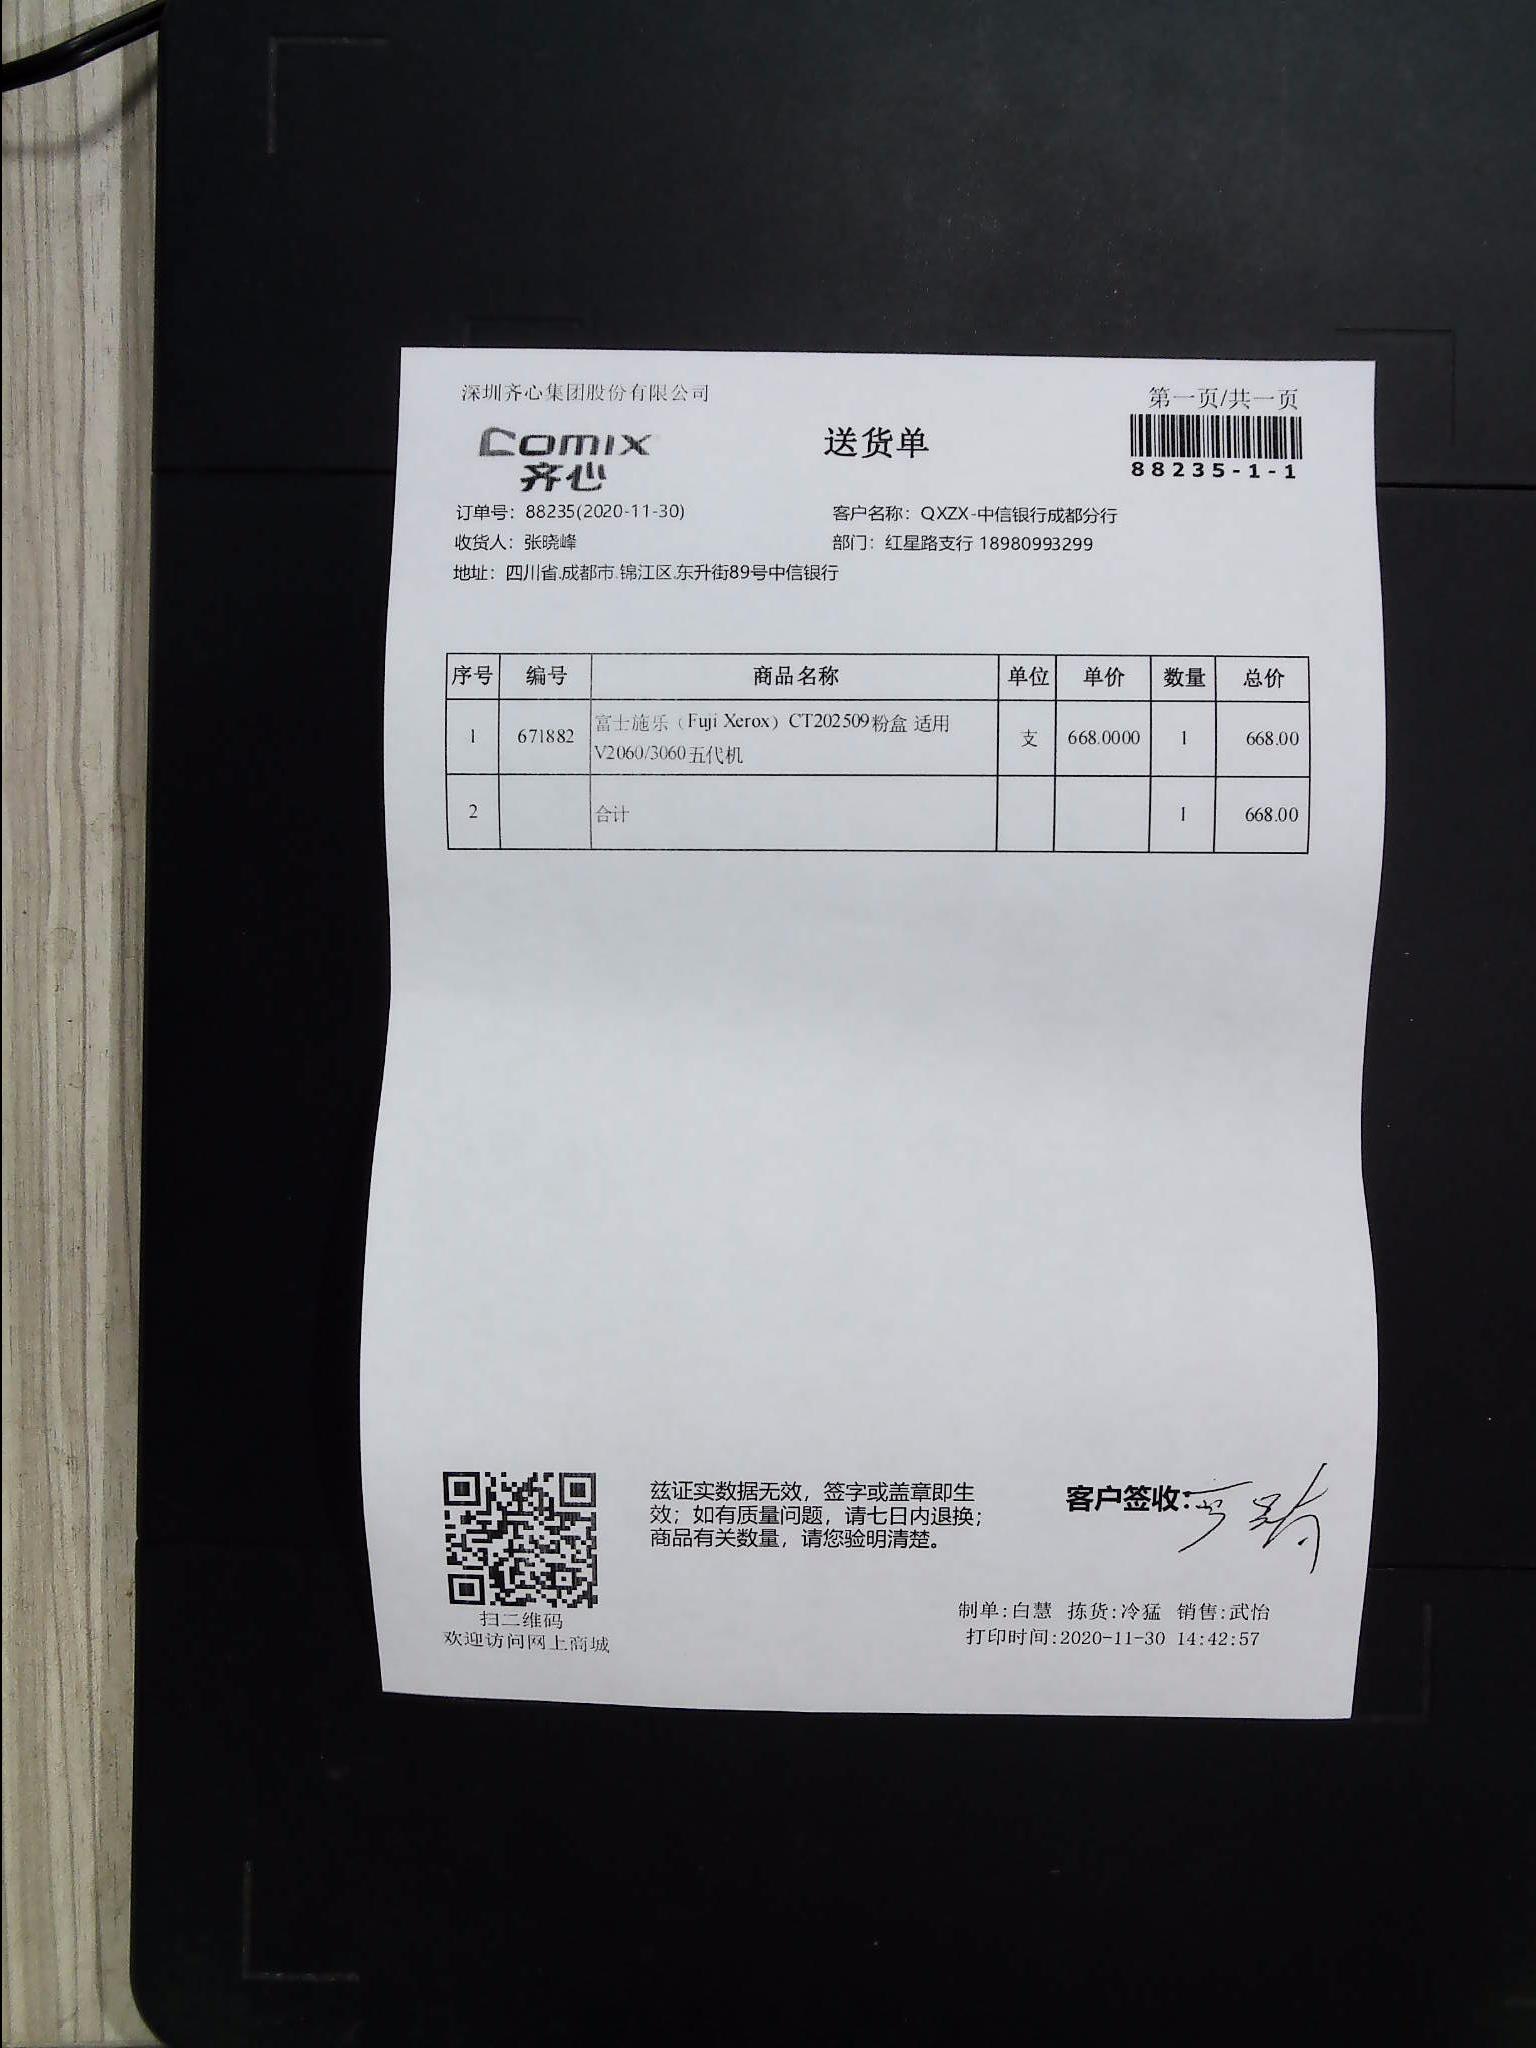 深圳齐心集团股份有限公司
第一页/共一页
COMIX
齐心
送货单
88235-1-1
订单号：88235(2020-11-30)
客户名称：QXZX-中信银行成都分行
收货人：张晓峰
部门：红星路支行 18980993299
地址：四川省.成都市.锦江区.东升街89号中信银行
序号 编号 商品名称 单位 单价 数量 总价
1 671882 富士施乐（Fuji Xerox）CT202509粉盒 适用V2060/3060五代机 支 668.0000 1 668.00
2 合计 1 668.00
兹证实数据无效，签字或盖章即生
效；如有质量问题，请七日内退换；
商品有关数量，请您验明清楚。
客户签收：
扫二维码
欢迎访问网上商城
制单:白慧 拣货:冷猛 销售:武怡
打印时间:2020-11-30 14:42:57